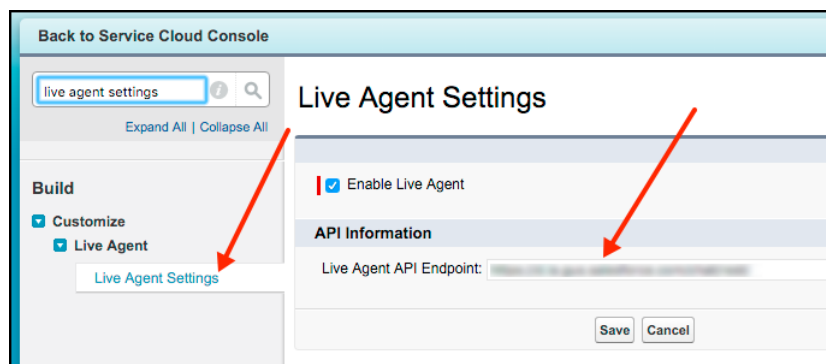 Back to Service Cloud Console
live agent settings
Expand All | Collapse All
Build
Customize
Live Agent
Live Agent Settings
Live Agent Settings
Enable Live Agent
API Information
Live Agent API Endpoint:
Save Cancel